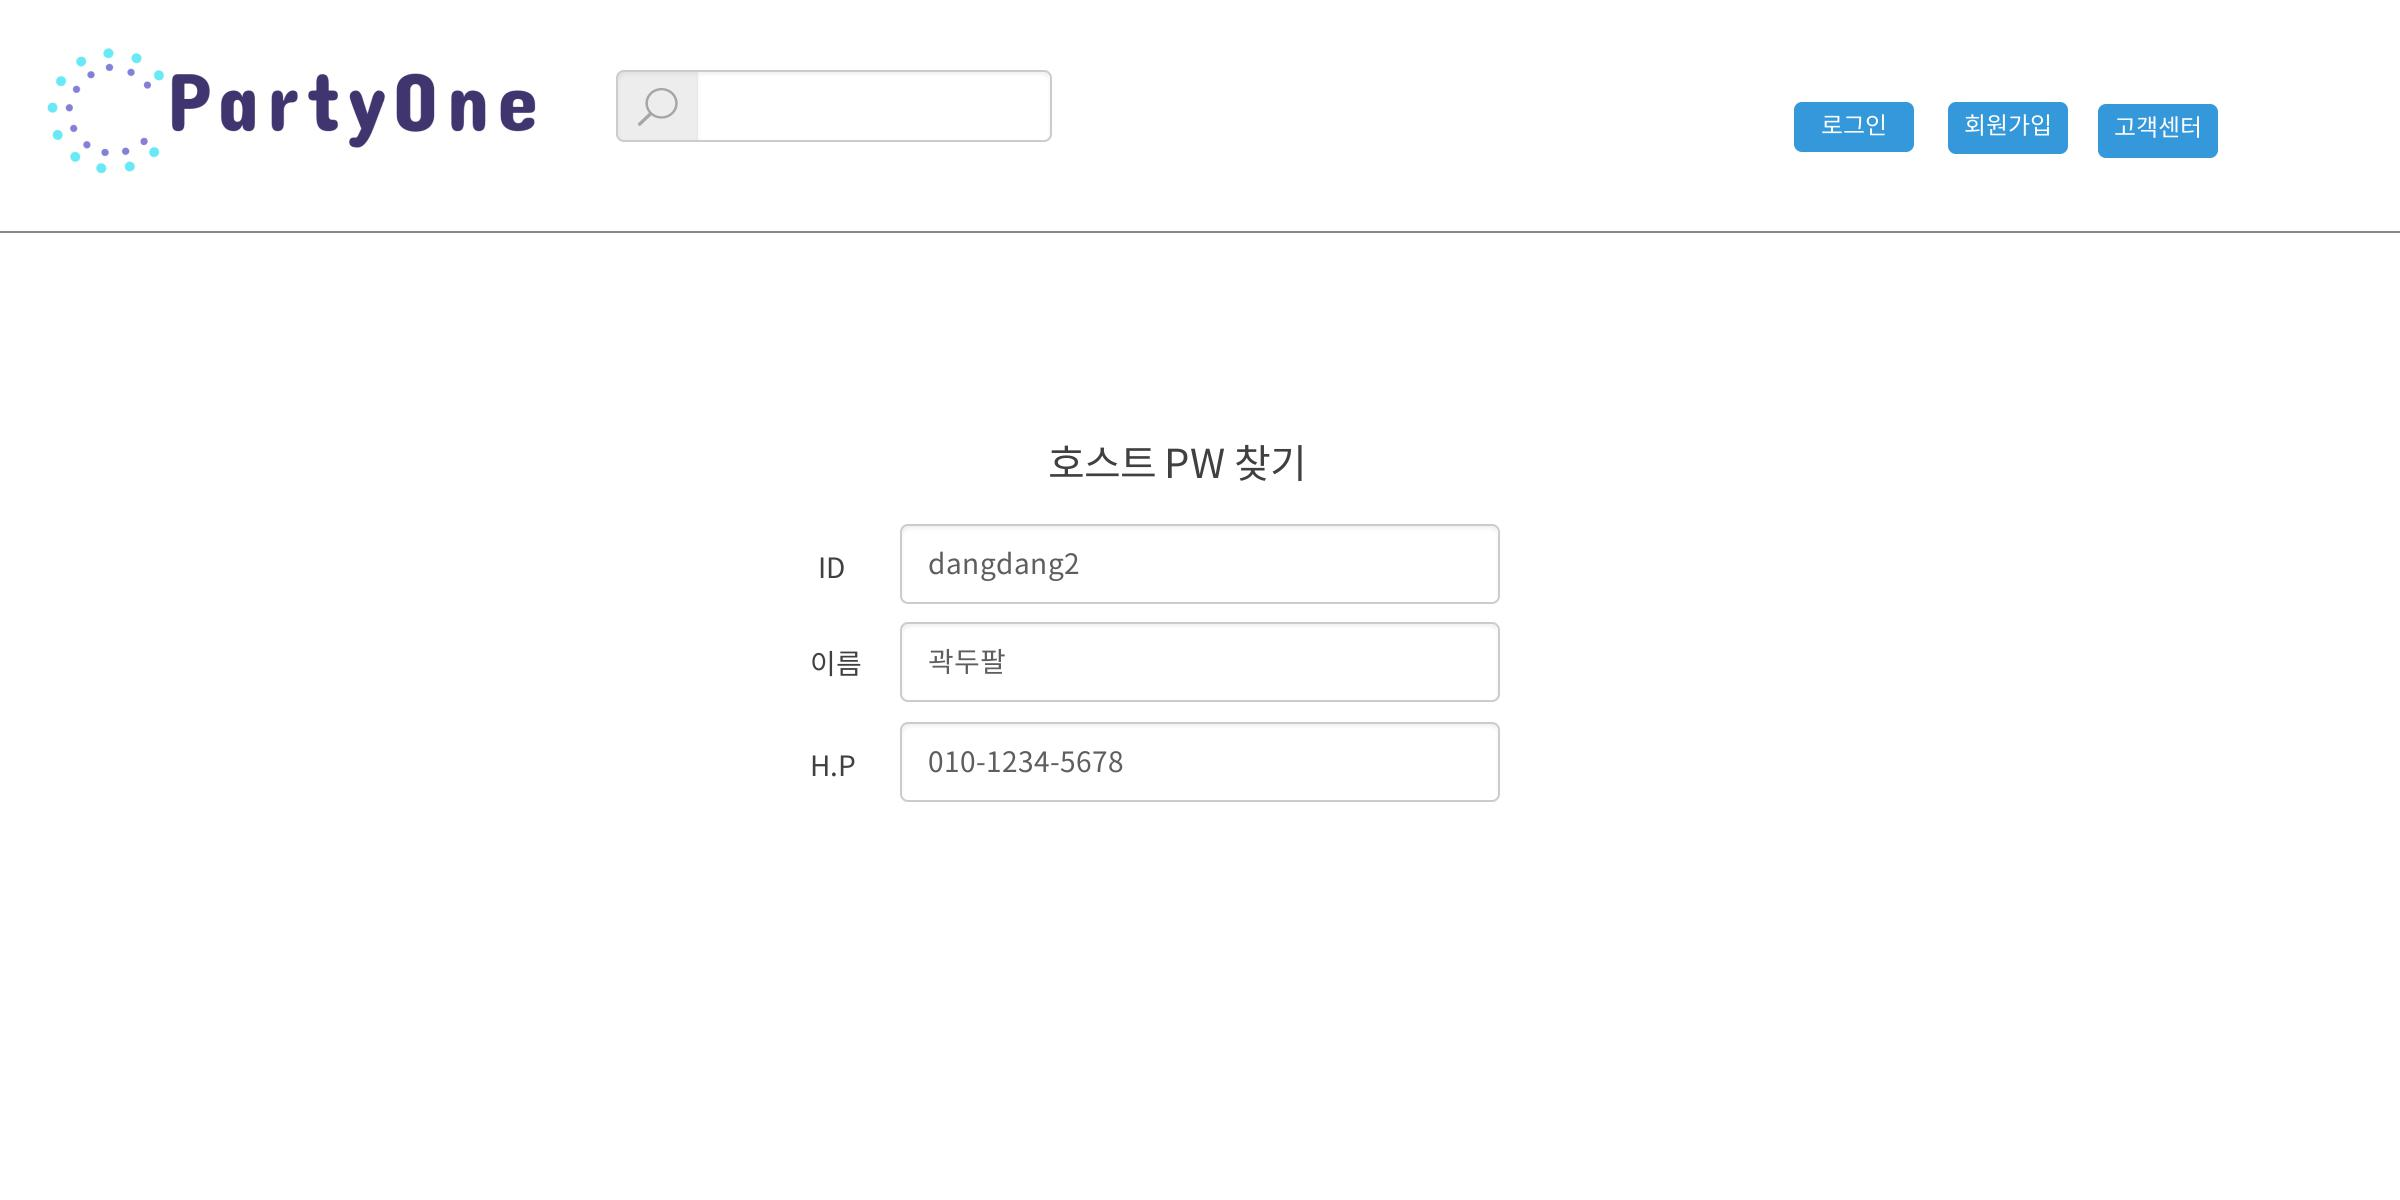 PartyOne
로그인
회원가입
고객센터
호스트 PW 찾기
ID
dangdang2
이름
곽두팔
H.P
010-1234-5678